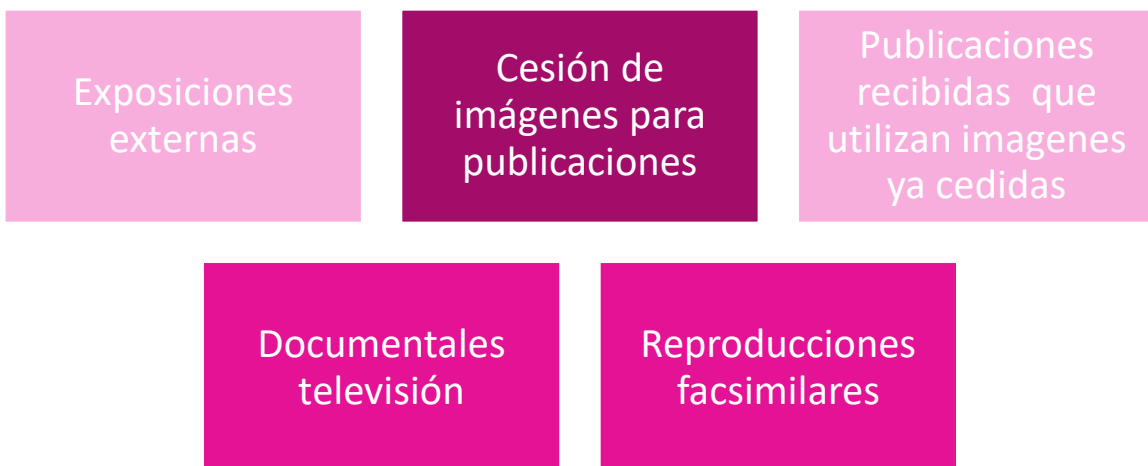 Exposiciones
externas
Cesión de
imágenes para
publicaciones
Publicaciones
recibidas que
utilizan imagenes
ya cedidas
Documentales
televisión
Reproducciones
facsimilares